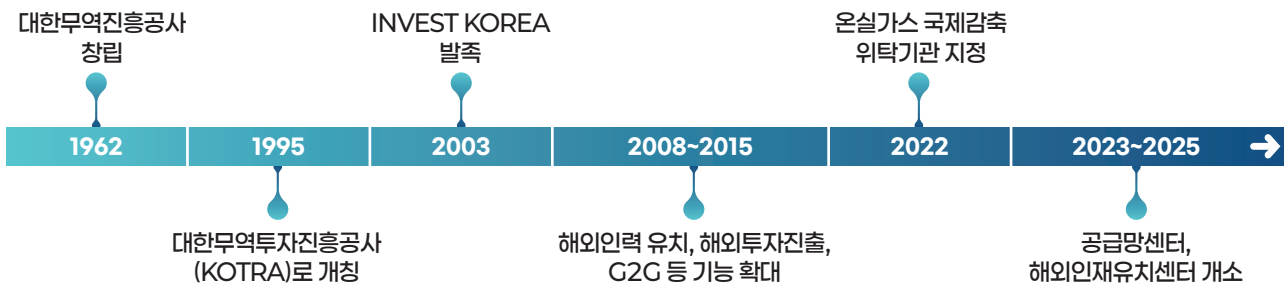 대한무역진흥공사
창립
INVEST KOREA
발족
온실가스 국제감축
위탁기관 지정
1962
1995
2003
2008~2015
2022
2023~2025
대한무역투자진흥공사
(KOTRA)로 개칭
해외인력 유치, 해외투자진출,
G2G 등 기능 확대
공급망센터,
해외인재유치센터 개소